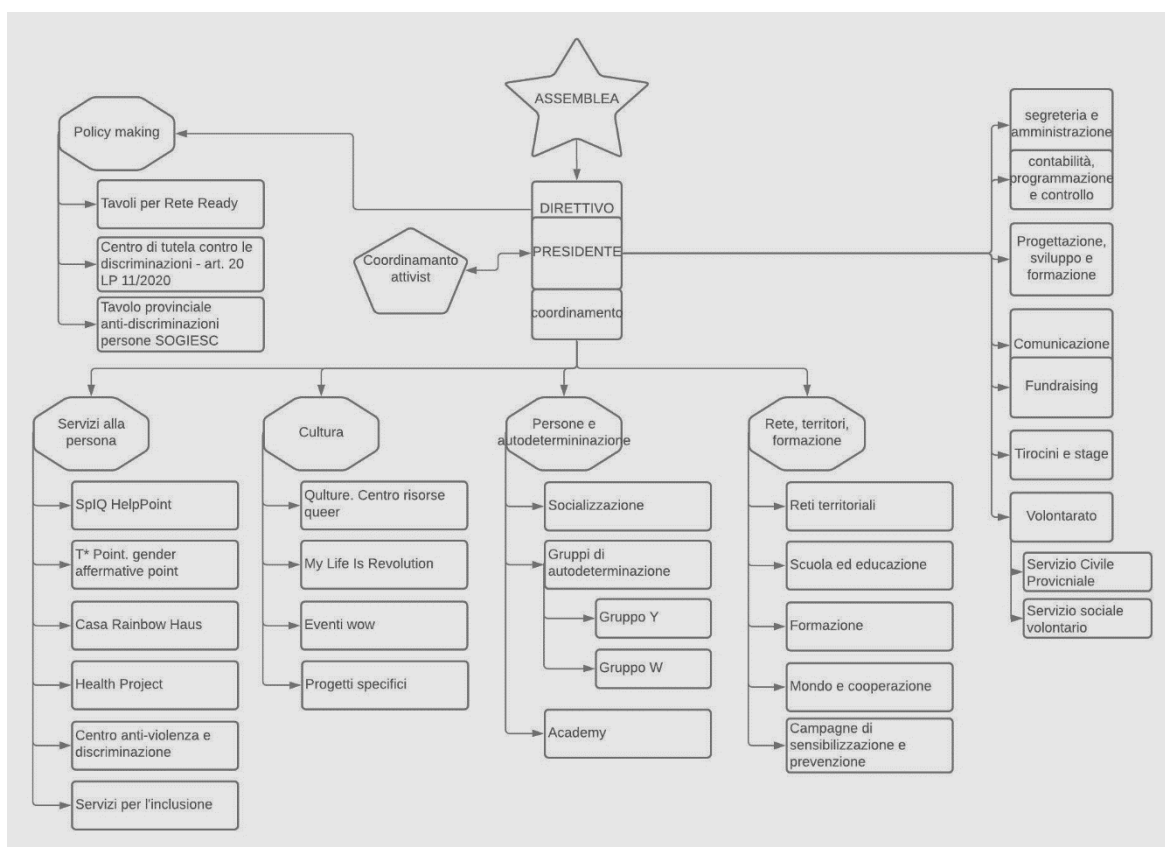 ASSEMBLEA
Policy making
Tavoli per Rete Ready
Centro di tutela contro le
discriminazioni - art. 20
LP 11/2020
Tavolo provinciale
anti-discriminazioni
persone SOGIESC
DIRETTIVO
PRESIDENTE
coordinamento
Coordinamanto
attivist
segreteria e
amministrazione
contabilità,
programmazione
e controllo
Progettazione,
sviluppo e
formazione
Comunicazione
Fundraising
Tirocini e stage
Volontarato
Servizio Civile
Provicniale
Servizio sociale
volontario
Servizi alla
persona
SpIQ HelpPoint
T* Point. gender
affermative point
Casa Rainbow Haus
Health Project
Centro anti-violenza e
discriminazione
Servizi per l'inclusione
Cultura
Qulture. Centro risorse
queer
My Life Is Revolution
Eventi wow
Progetti specifici
Persone e
autodetermininazione
Socializzazione
Gruppi di
autodeterminazione
Gruppo Y
Gruppo W
Academy
Rete, territori,
formazione
Reti territoriali
Scuola ed educazione
Formazione
Mondo e cooperazione
Campagne di
sensibilizzazione e
prevenzione